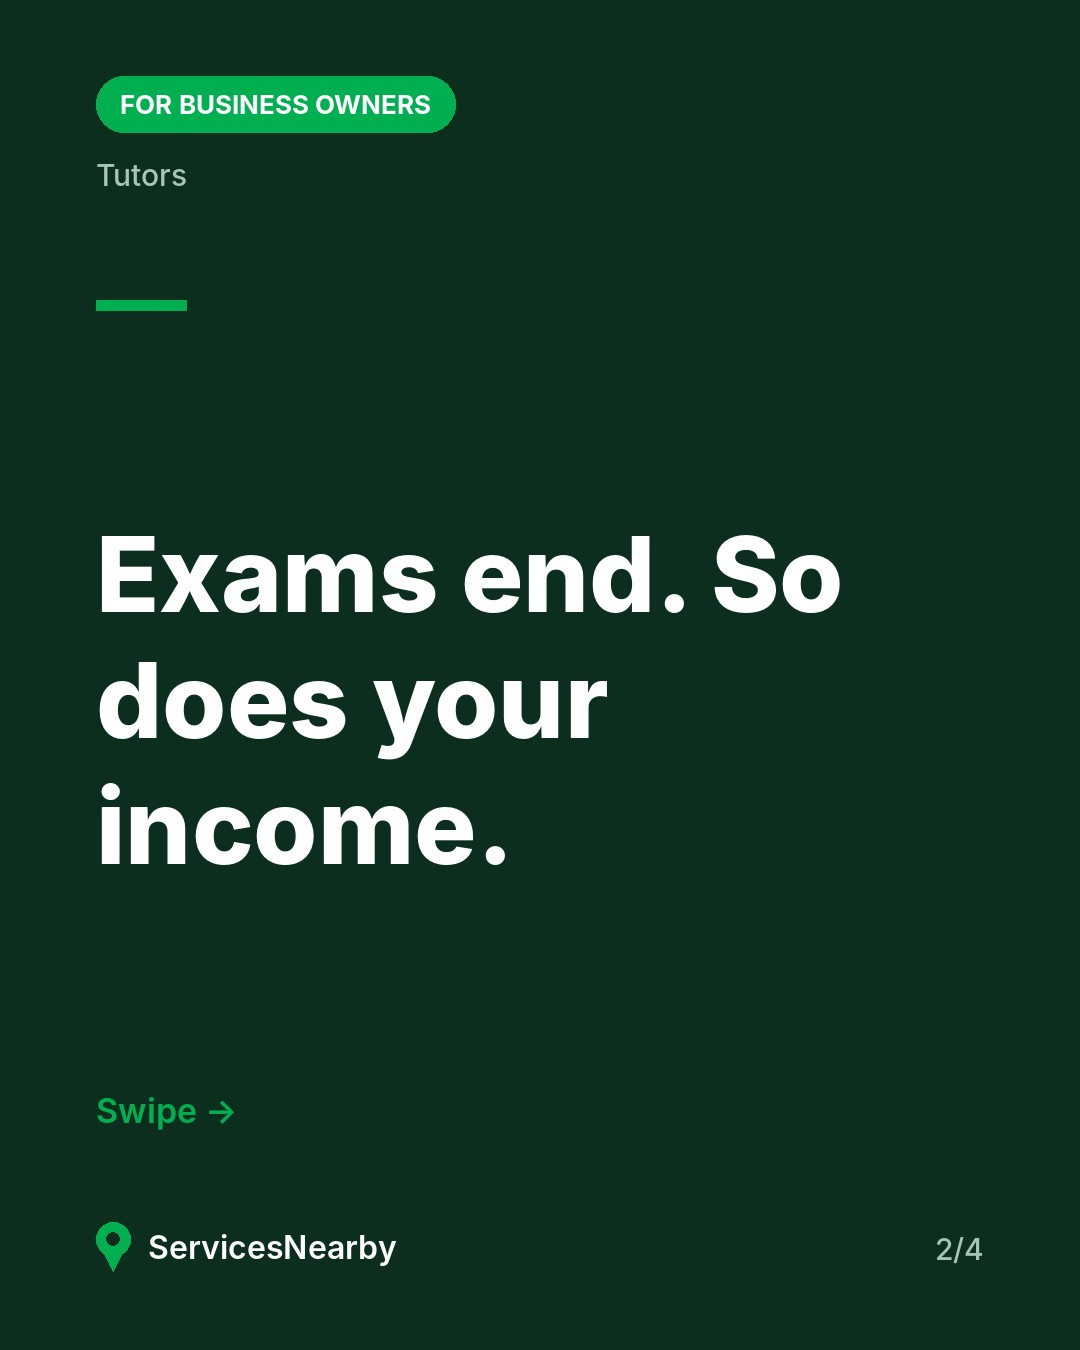 FOR BUSINESS OWNERS
Tutors
Exams end. So
does your
income.
Swipe →
ServicesNearby
2/4